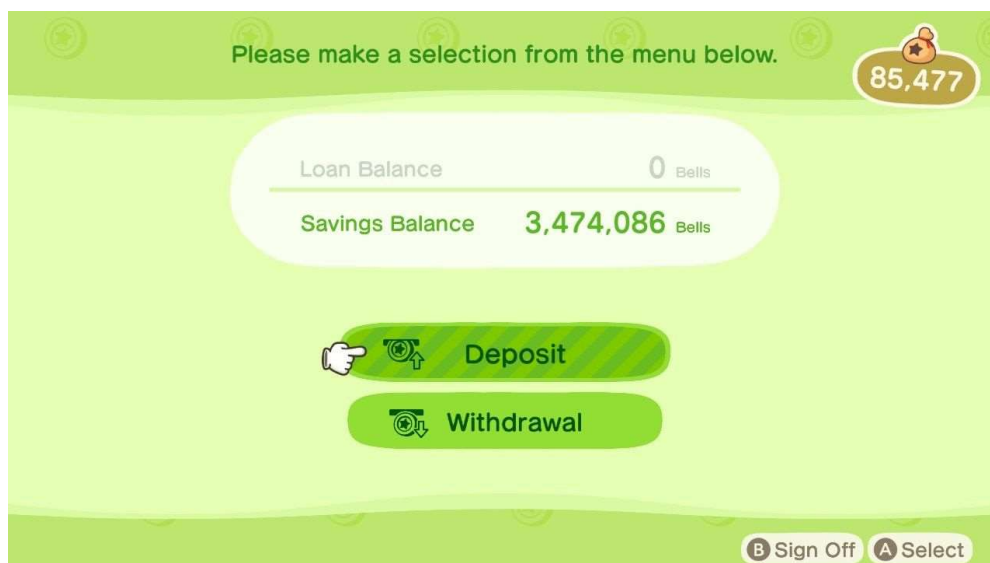 Please make a selection from the menu below.
85,477
Loan Balance 0 Bells
Savings Balance 3,474,086 Bells
Deposit
Withdrawal
B Sign Off A Select